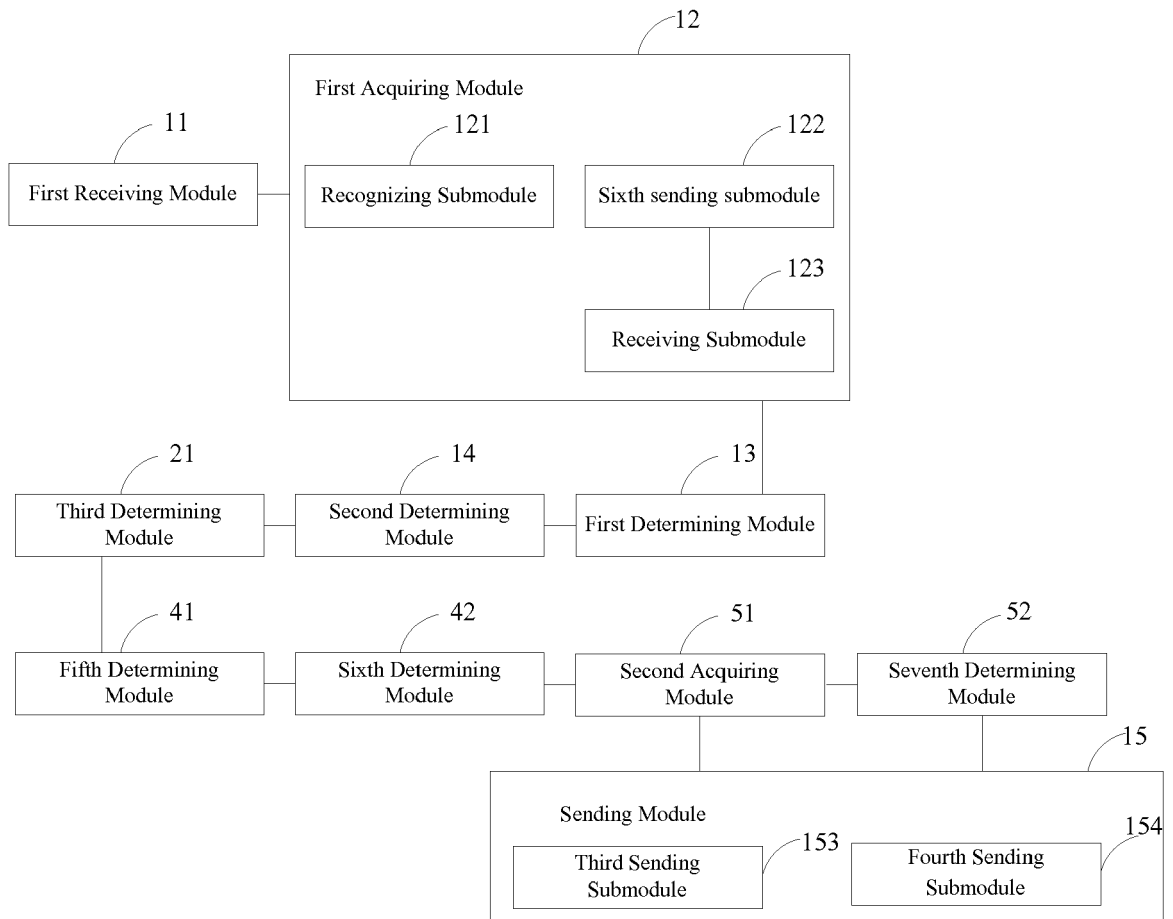 12
First Acquiring Module
11
121
122
First Receiving Module
Recognizing Submodule
Sixth sending submodule
123
Receiving Submodule
21
14
13
Third Determining
Module
Second Determining
Module
First Determining Module
41
42
51
52
Fifth Determining
Module
Sixth Determining
Module
Second Acquiring
Module
Seventh Determining
Module
15
Sending Module
153
154
Third Sending
Submodule
Fourth Sending
Submodule